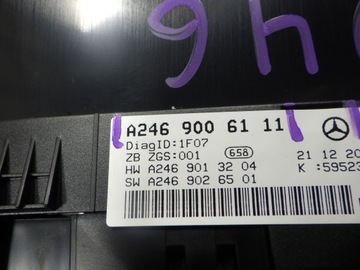 46
A246 900 61 11
DiagID:1F07
ZB ZGS:001 658 21 12 20
HW A246 901 32 04 K :59523
SW A246 902 65 01